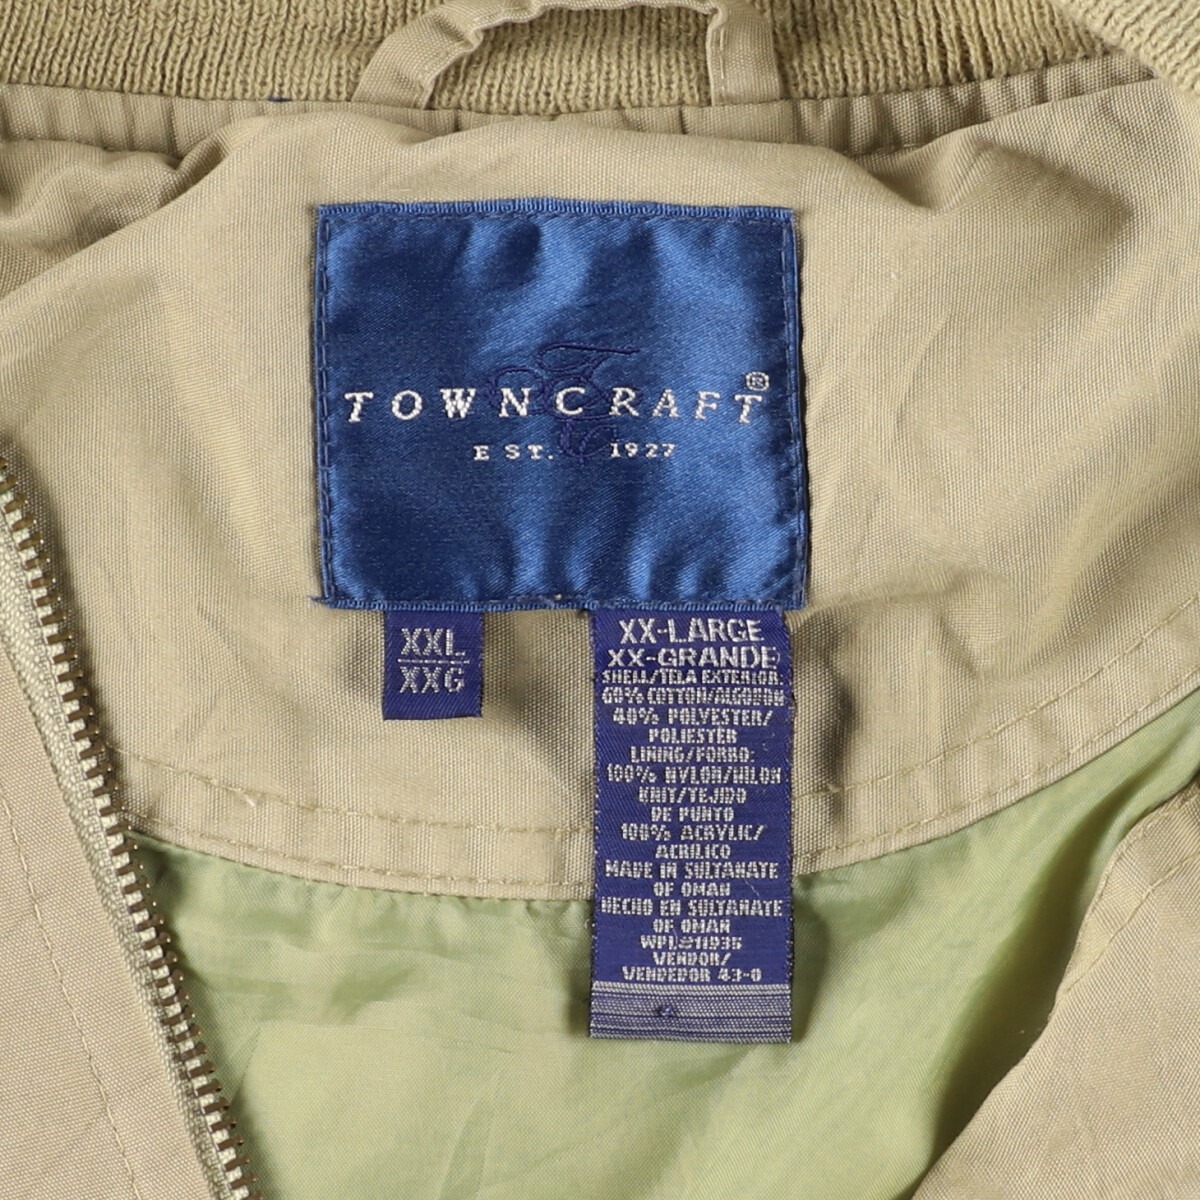 TOWNCRAFT®
EST. 1927
XXL
XXG
XX-LARGE
XX-GRANDE
SHELL/TELA EXTERIOR:
60% COTTON/ALGODON
40% POLYESTER/
POLIESTER
LINING/FORRO:
100% NYLON/NILON
KNIT/TEJIDO
DE PUNTO
100% ACRYLIC/
ACRILICO
MADE IN SULTANATE
OF OMAN
HECHO EN SULTANATE
OF OMAN
WPL#11935
VENDOR/
VENDEDOR 43-0